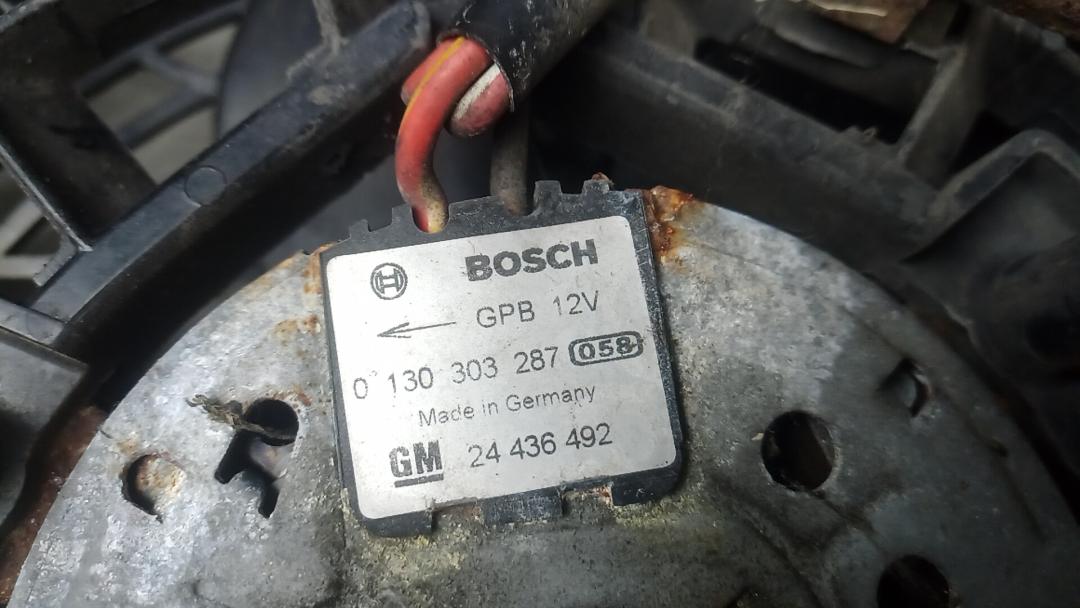 BOSCH
GPB 12V
0 130 303 287 058
Made in Germany
GM 24 436 492